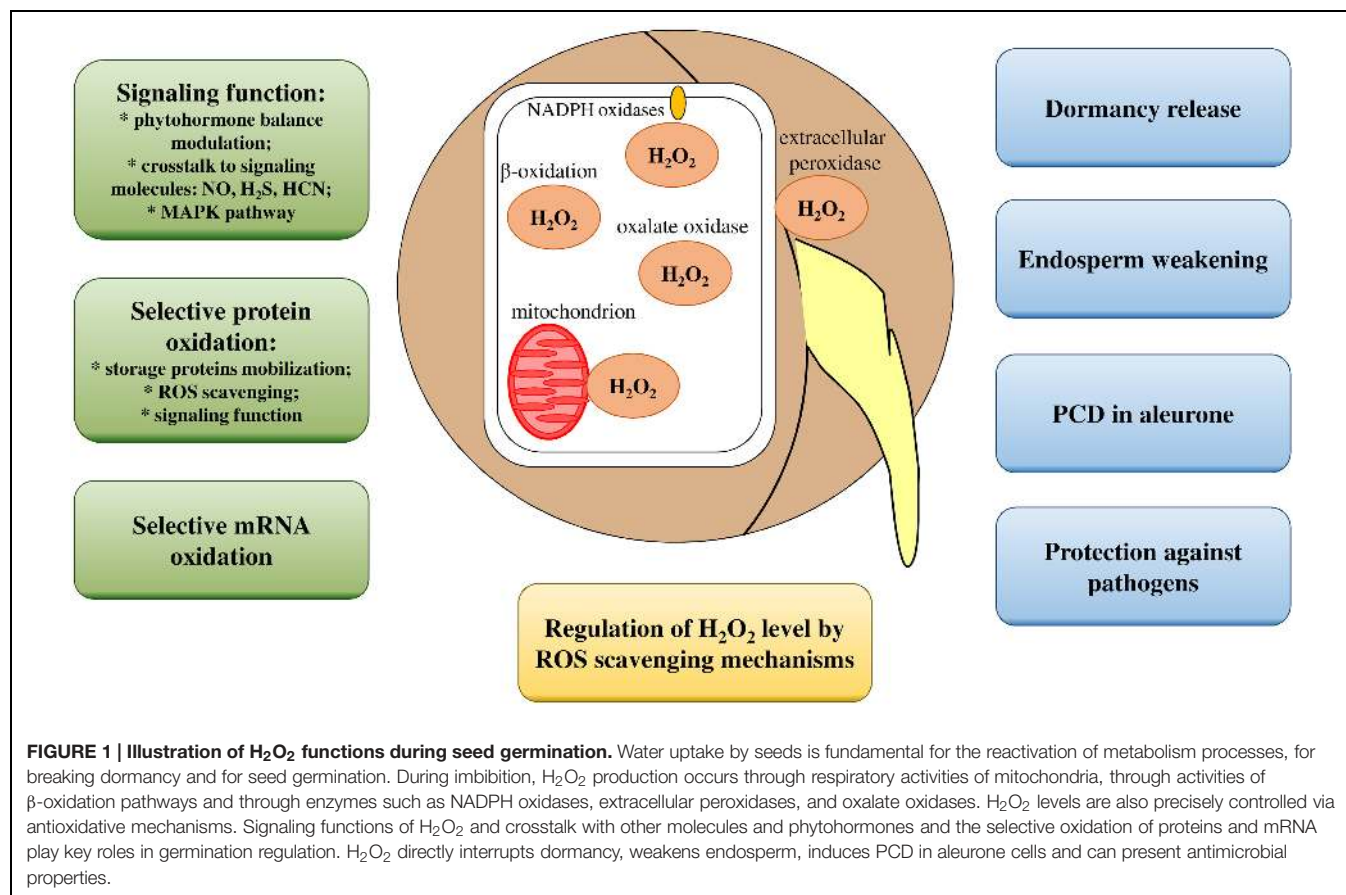 Signaling function:
* phytohormone balance
modulation;
* crosstalk to signaling
molecules: NO, H₂S, HCN;
* MAPK pathway
Selective protein
oxidation:
* storage proteins mobilization;
* ROS scavenging;
* signaling function
Selective mRNA
oxidation
NADPH oxidases
H₂O₂
β-oxidation
H₂O₂
oxalate oxidase
H₂O₂
mitochondrion
H₂O₂
extracellular
peroxidase
H₂O₂
Regulation of H₂O₂ level by
ROS scavenging mechanisms
Dormancy release
Endosperm weakening
PCD in aleurone
Protection against
pathogens
FIGURE 1 | Illustration of H₂O₂ functions during seed germination. Water uptake by seeds is fundamental for the reactivation of metabolism processes, for
breaking dormancy and for seed germination. During imbibition, H₂O₂ production occurs through respiratory activities of mitochondria, through activities of
β-oxidation pathways and through enzymes such as NADPH oxidases, extracellular peroxidases, and oxalate oxidases. H₂O₂ levels are also precisely controlled via
antioxidative mechanisms. Signaling functions of H₂O₂ and crosstalk with other molecules and phytohormones and the selective oxidation of proteins and mRNA
play key roles in germination regulation. H₂O₂ directly interrupts dormancy, weakens endosperm, induces PCD in aleurone cells and can present antimicrobial
properties.